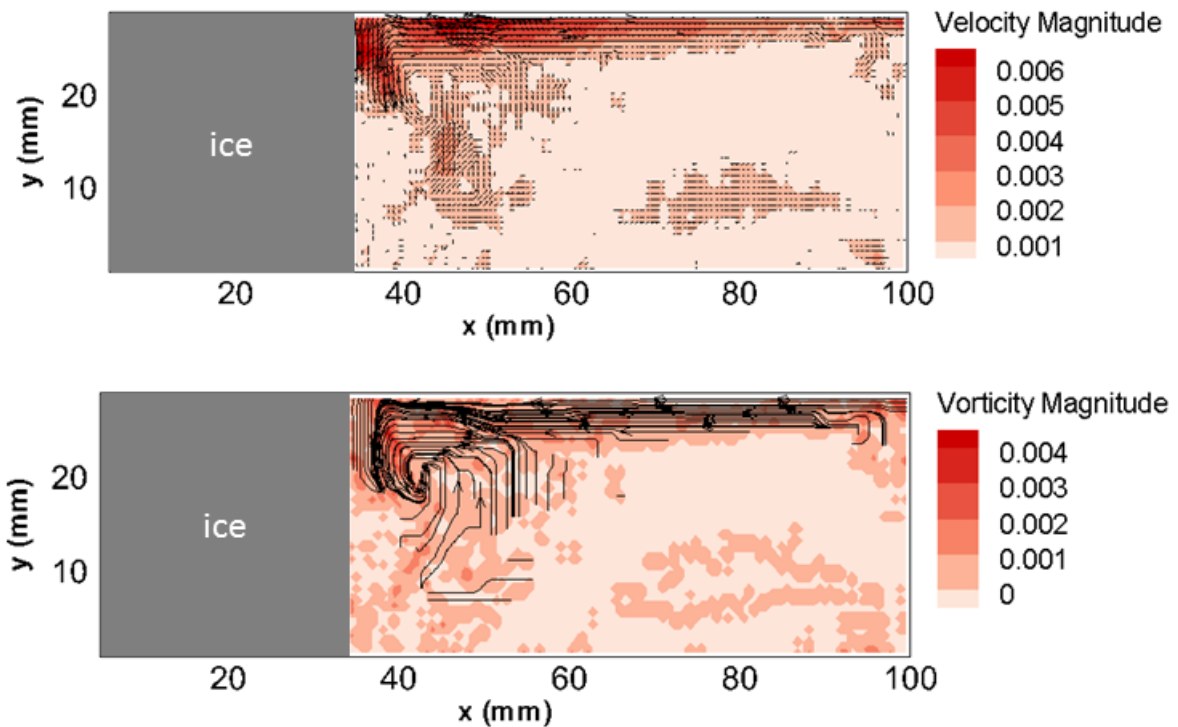 Velocity Magnitude
0.006
0.005
0.004
0.003
0.002
0.001
y (mm)
20
10
ice
20 40 60 80 100
x (mm)
Vorticity Magnitude
0.004
0.003
0.002
0.001
0
y (mm)
20
10
ice
20 40 60 80 100
x (mm)